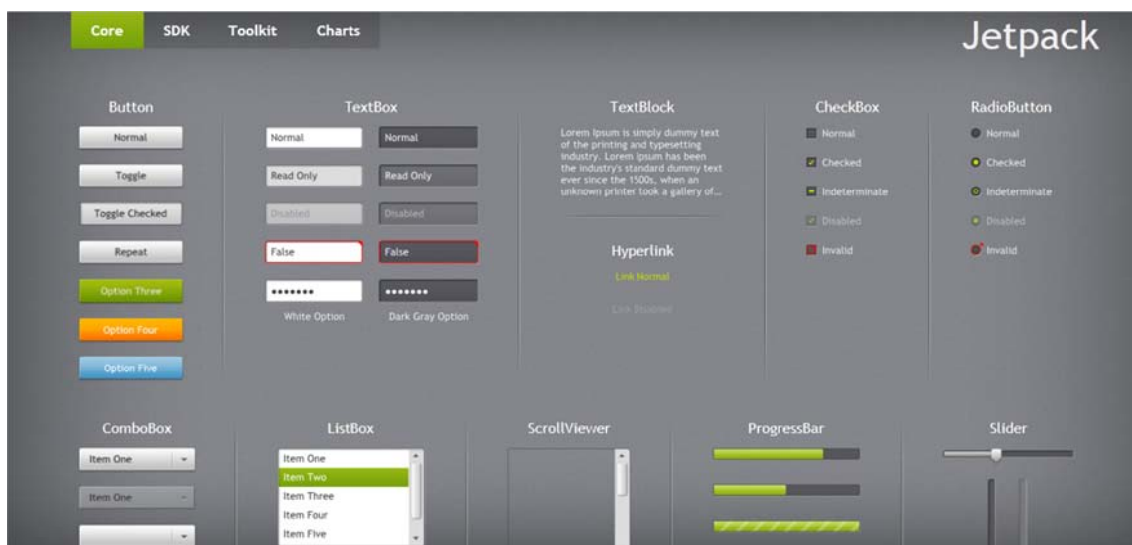 Core SDK Toolkit Charts
Jetpack
Button
Normal
Toggle
Toggle Checked
Repeat
Option Three
Option Four
Option Five
TextBox
Normal Normal
Read Only Read Only
Disabled Disabled
False False
White Option Dark Gray Option
TextBlock
Lorem Ipsum is simply dummy text
of the printing and typesetting
industry. Lorem Ipsum has been
the industry's standard dummy text
ever since the 1500s, when an
unknown printer took a gallery of...
Hyperlink
Link Normal
Link Disabled
CheckBox
Normal
Checked
Indeterminate
Disabled
Invalid
RadioButton
Normal
Checked
Indeterminate
Disabled
Invalid
ComboBox
Item One
Item One
ListBox
Item One
Item Two
Item Three
Item Four
Item Five
ScrollViewer
ProgressBar
Slider